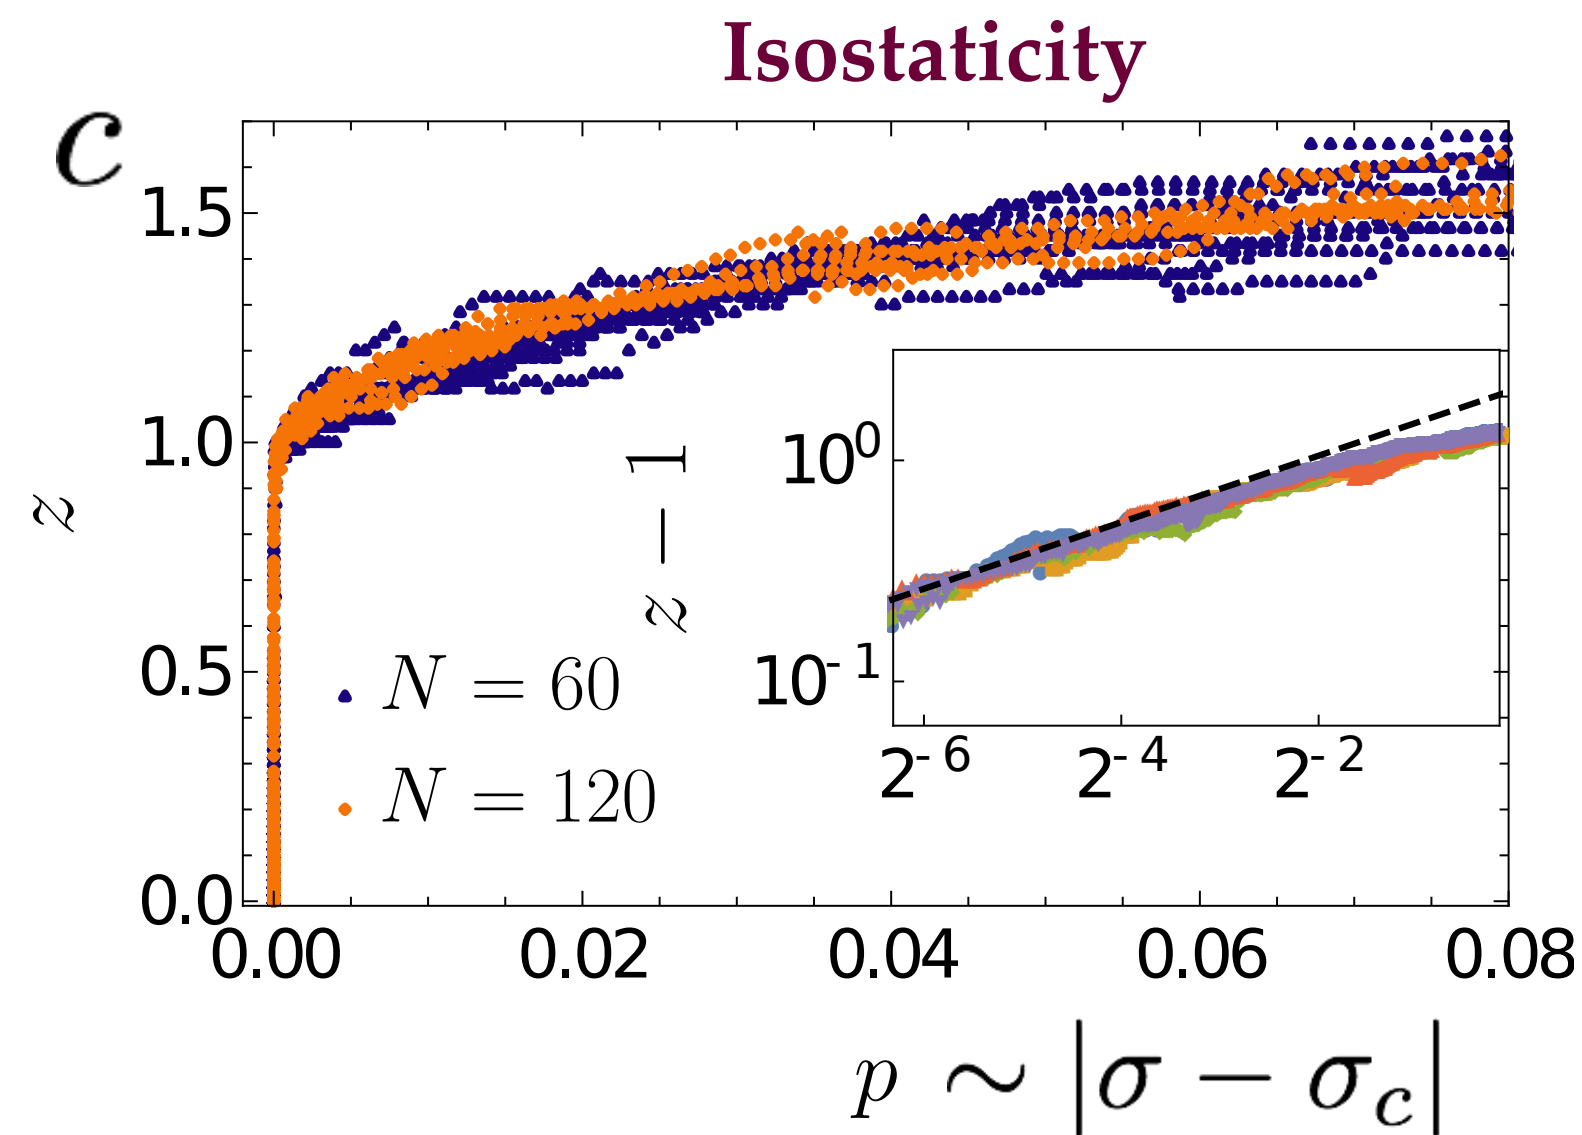 Isostaticity
c
1.5
1.0
0.5
0.0
z
N = 60
N = 120
z − 1
10^0
10^-1
2^-6 2^-4 2^-2
0.00 0.02 0.04 0.06 0.08
p ∼ |σ − σ_c|